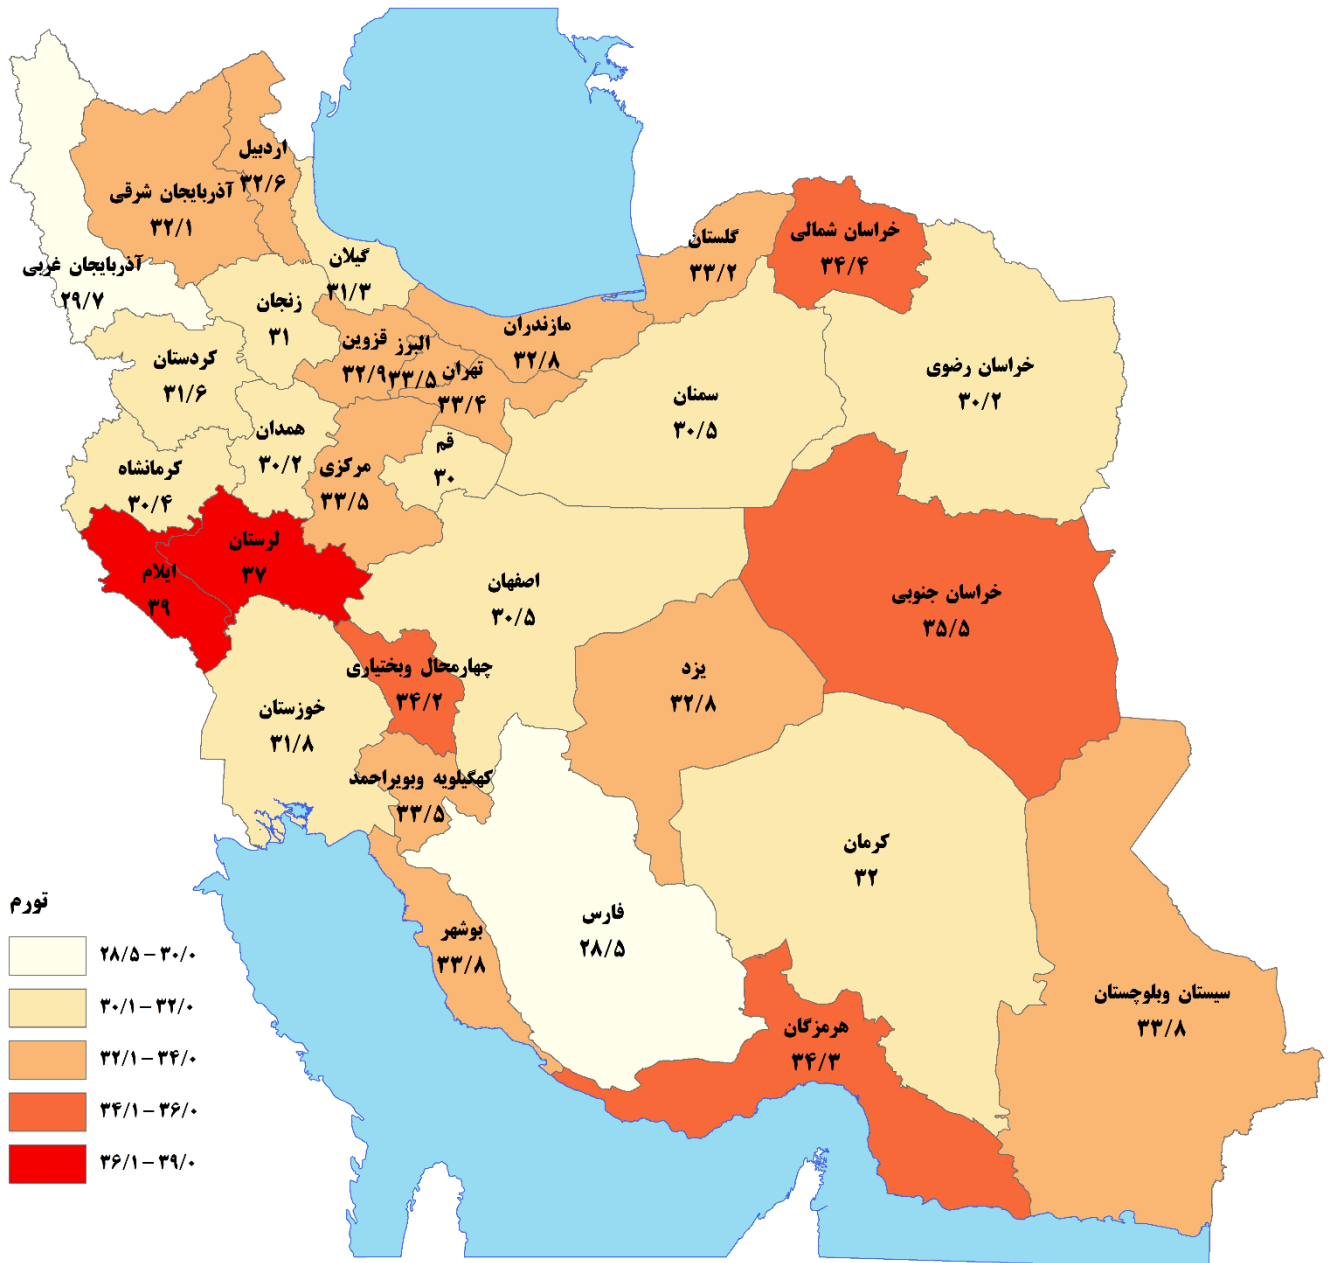 اردبیل
۳۲/۶
آذربایجان شرقی
۳۲/۱
خراسان شمالی
۳۴/۴
گلستان
۳۳/۲
گیلان
۳۱/۳
آذربایجان غربی
۲۹/۷
زنجان
۳۱
مازندران
۳۲/۸
البرز
۳۳/۵
قزوین
۳۲/۹
تهران
۳۳/۴
کردستان
۳۱/۶
خراسان رضوی
۳۰/۲
سمنان
۳۰/۵
همدان
۳۰/۲
قم
۳۰
مرکزی
۳۳/۵
کرمانشاه
۳۰/۴
لرستان
۳۷
ایلام
۳۹
اصفهان
۳۰/۵
خراسان جنوبی
۳۵/۵
یزد
۳۲/۸
چهارمحال وبختیاری
۳۴/۲
خوزستان
۳۱/۸
کهگیلویه وبویراحمد
۳۳/۵
کرمان
۳۲
فارس
۲۸/۵
بوشهر
۳۳/۸
سیستان وبلوچستان
۳۳/۸
هرمزگان
۳۴/۳
تورم
۲۸/۵ – ۳۰/۰
۳۰/۱ – ۳۲/۰
۳۲/۱ – ۳۴/۰
۳۴/۱ – ۳۶/۰
۳۶/۱ – ۳۹/۰